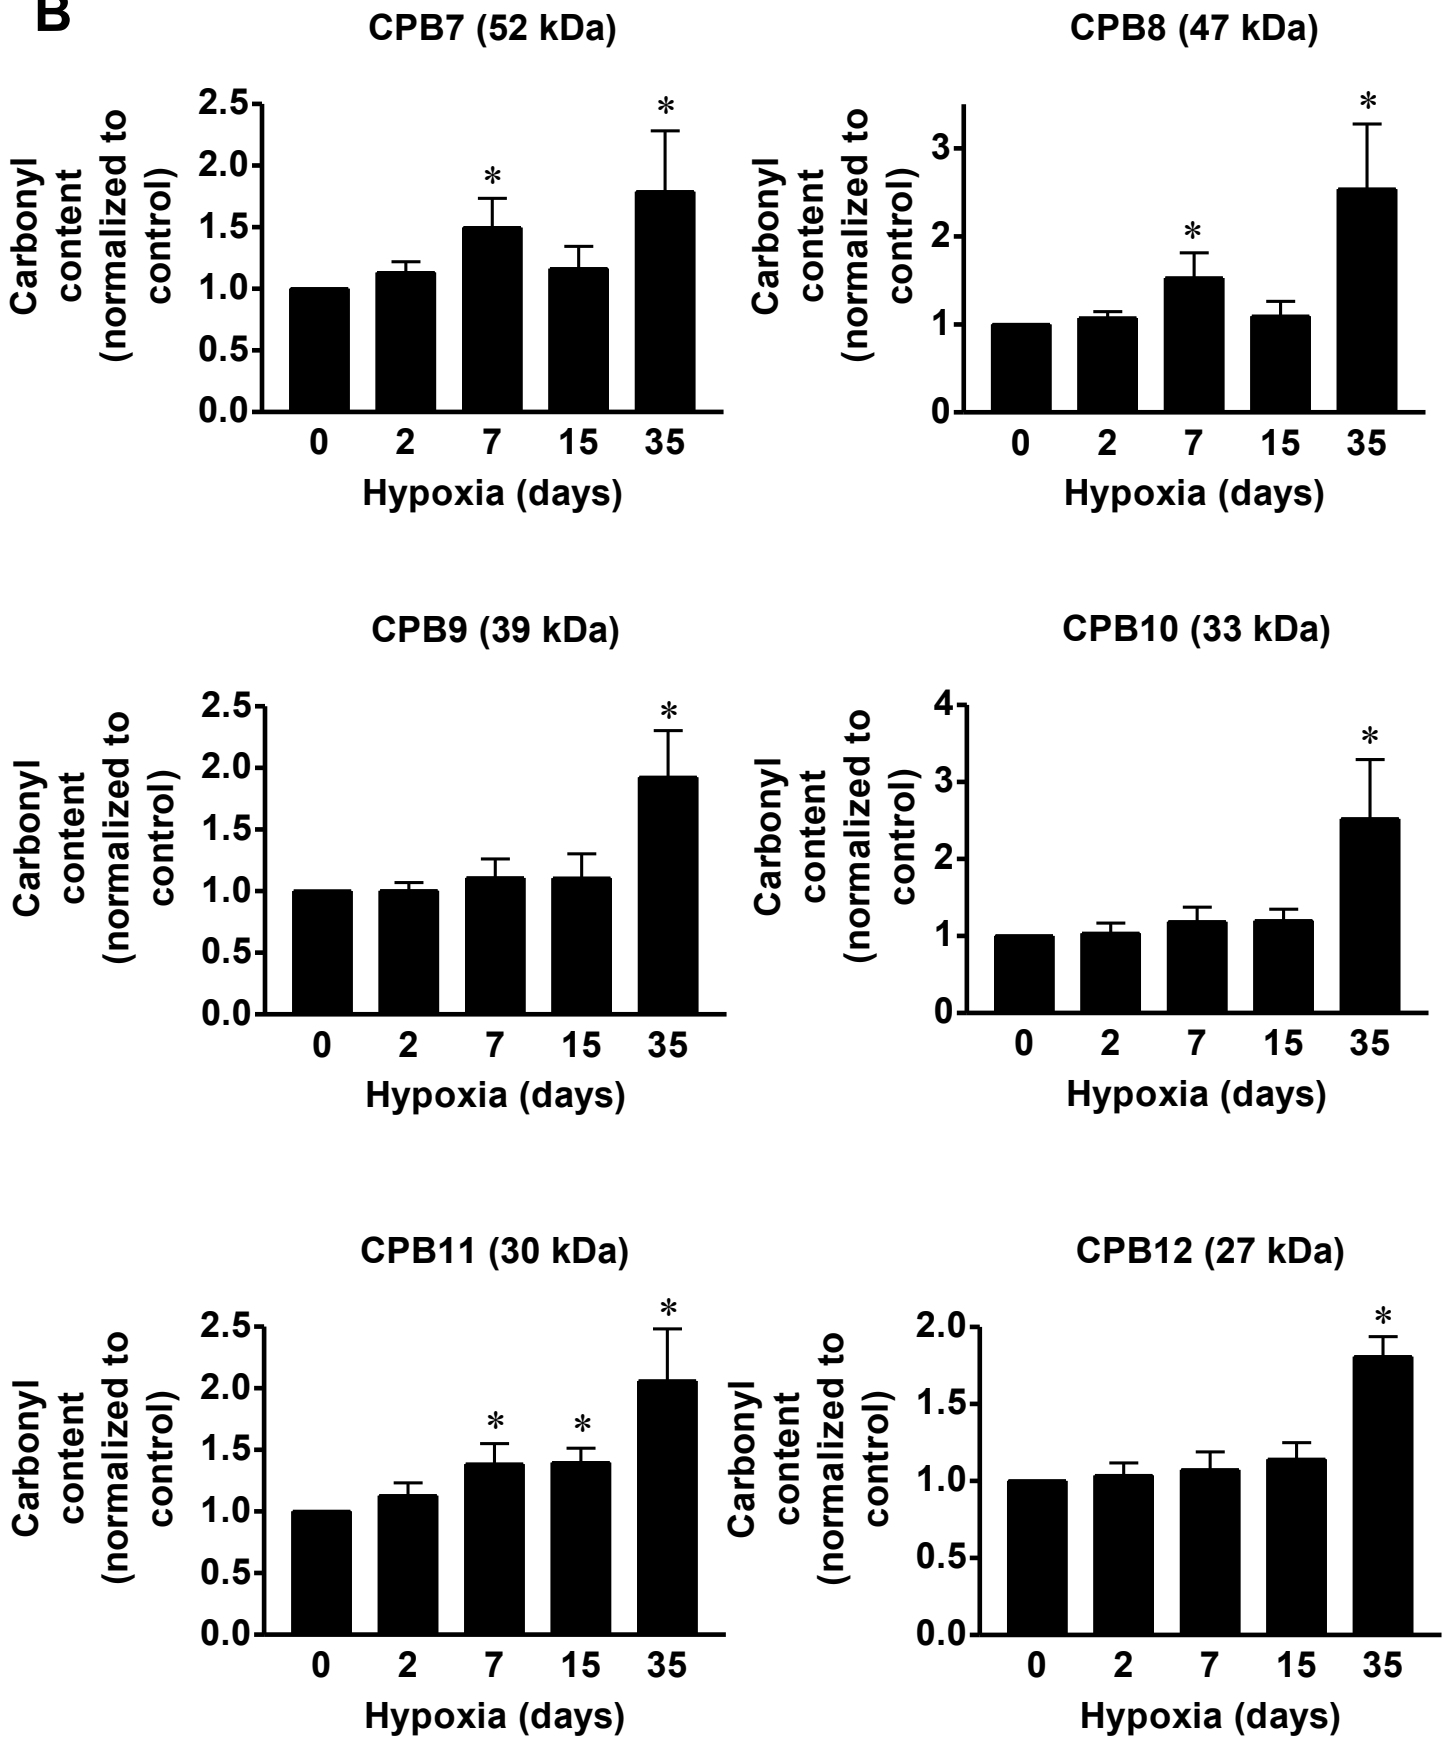 B
CPB7 (52 kDa)
Carbonyl
content
(normalized to
control)
2.5
2.0
1.5
1.0
0.5
0.0
*
*
0 2 7 15 35
Hypoxia (days)
CPB8 (47 kDa)
Carbonyl
content
(normalized to
control)
3
2
1
0
*
*
0 2 7 15 35
Hypoxia (days)
CPB9 (39 kDa)
Carbonyl
content
(normalized to
control)
2.5
2.0
1.5
1.0
0.5
0.0
*
0 2 7 15 35
Hypoxia (days)
CPB10 (33 kDa)
Carbonyl
content
(normalized to
control)
4
3
2
1
0
*
0 2 7 15 35
Hypoxia (days)
CPB11 (30 kDa)
Carbonyl
content
(normalized to
control)
2.5
2.0
1.5
1.0
0.5
0.0
* *
*
0 2 7 15 35
Hypoxia (days)
CPB12 (27 kDa)
Carbonyl
content
(normalized to
control)
2.0
1.5
1.0
0.5
0.0
*
0 2 7 15 35
Hypoxia (days)